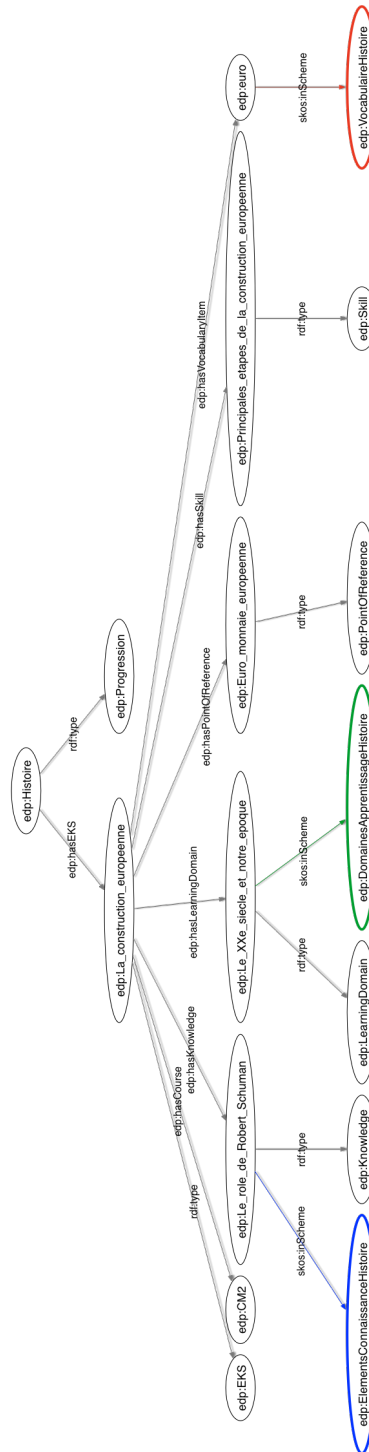 edp:Histoire
rdf:type
edp:hasEKS
edp:Progression
edp:La_construction_europeenne
edp:hasVocabularyItem
edp:hasSkill
edp:hasPointOfReference
edp:hasLearningDomain
edp:hasKnowledge
edp:hasCourse
rdf:type
edp:EKS
edp:CM2
edp:Le_role_de_Robert_Schuman
edp:Le_XXe_siecle_et_notre_epoque
edp:Euro_monnaie_europeenne
edp:Principales_etapes_de_la_construction_europeenne
edp:euro
skos:inScheme
rdf:type
rdf:type
skos:inScheme
rdf:type
rdf:type
skos:inScheme
edp:ElementsConnaissanceHistoire
edp:Knowledge
edp:LearningDomain
edp:DomainesApprentissageHistoire
edp:PointOfReference
edp:Skill
edp:VocabulaireHistoire